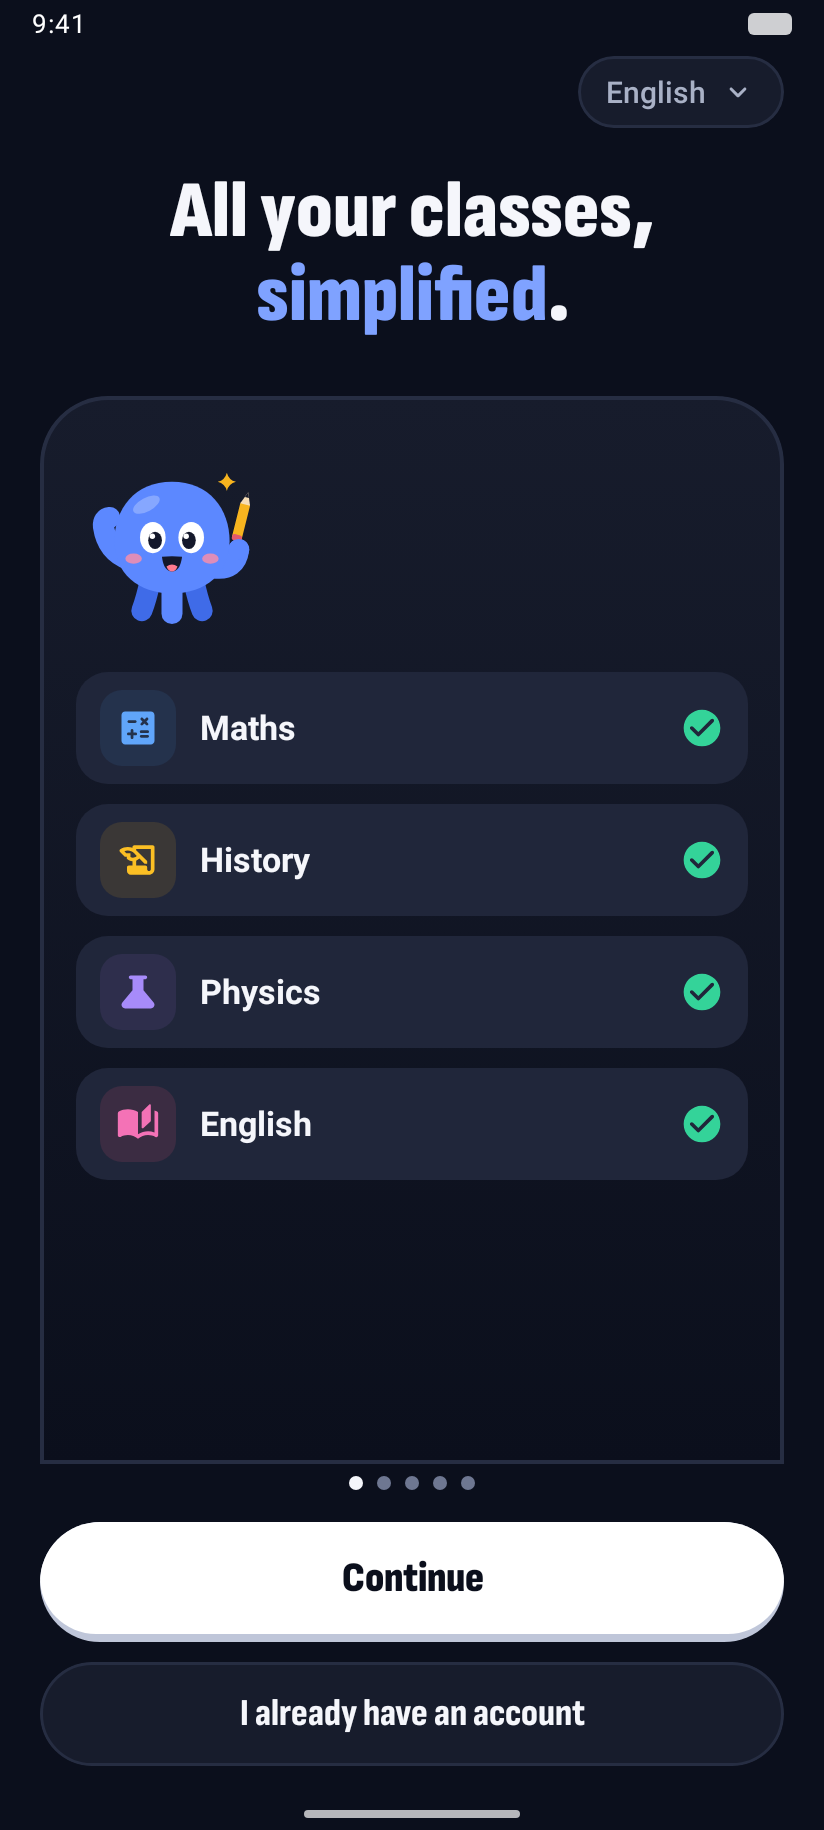 9:41
English
All your classes,
simplified.
Maths
History
Physics
English
Continue
I already have an account